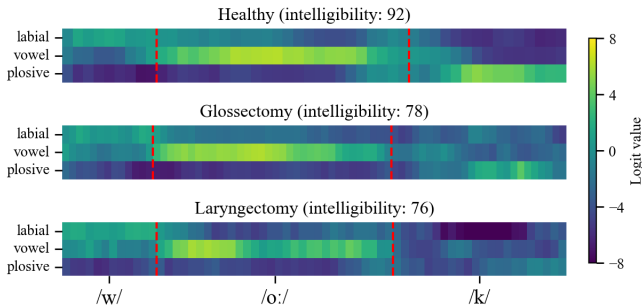 Healthy (intelligibility: 92)
labial
vowel
plosive
Glossectomy (intelligibility: 78)
labial
vowel
plosive
Laryngectomy (intelligibility: 76)
labial
vowel
plosive
/w/ /o:/ /k/
8
4
0
−4
−8
Logit value